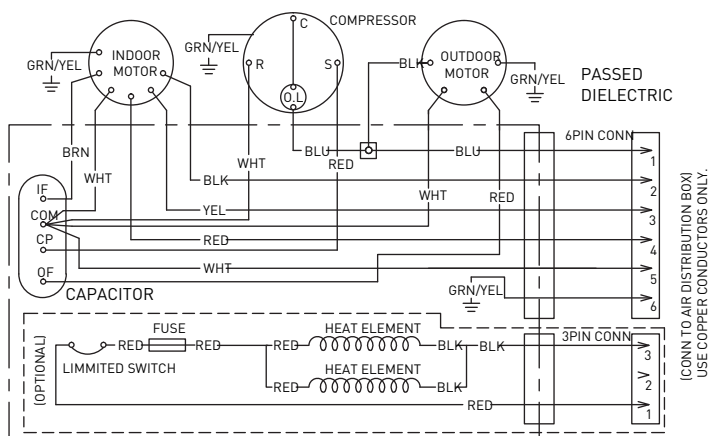 COMPRESSOR
C
GRN/YEL
INDOOR
MOTOR
GRN/YEL
R
S
O.L
BLK
OUTDOOR
MOTOR
GRN/YEL
PASSED
DIELECTRIC
6PIN CONN
BRN
WHT
WHT
BLU
RED
BLU
1
BLK
2
IF
WHT
RED
YEL
3
COM
RED
4
CP
WHT
5
OF
GRN/YEL
6
CAPACITOR
(CONN TO AIR DISTRIBUTION BOX)
USE COPPER CONDUCTORS ONLY.
(OPTIONAL)
FUSE
HEAT ELEMENT
3PIN CONN
RED
RED
RED
BLK
BLK
3
LIMMITED SWITCH
HEAT ELEMENT
2
RED
BLK
RED
1